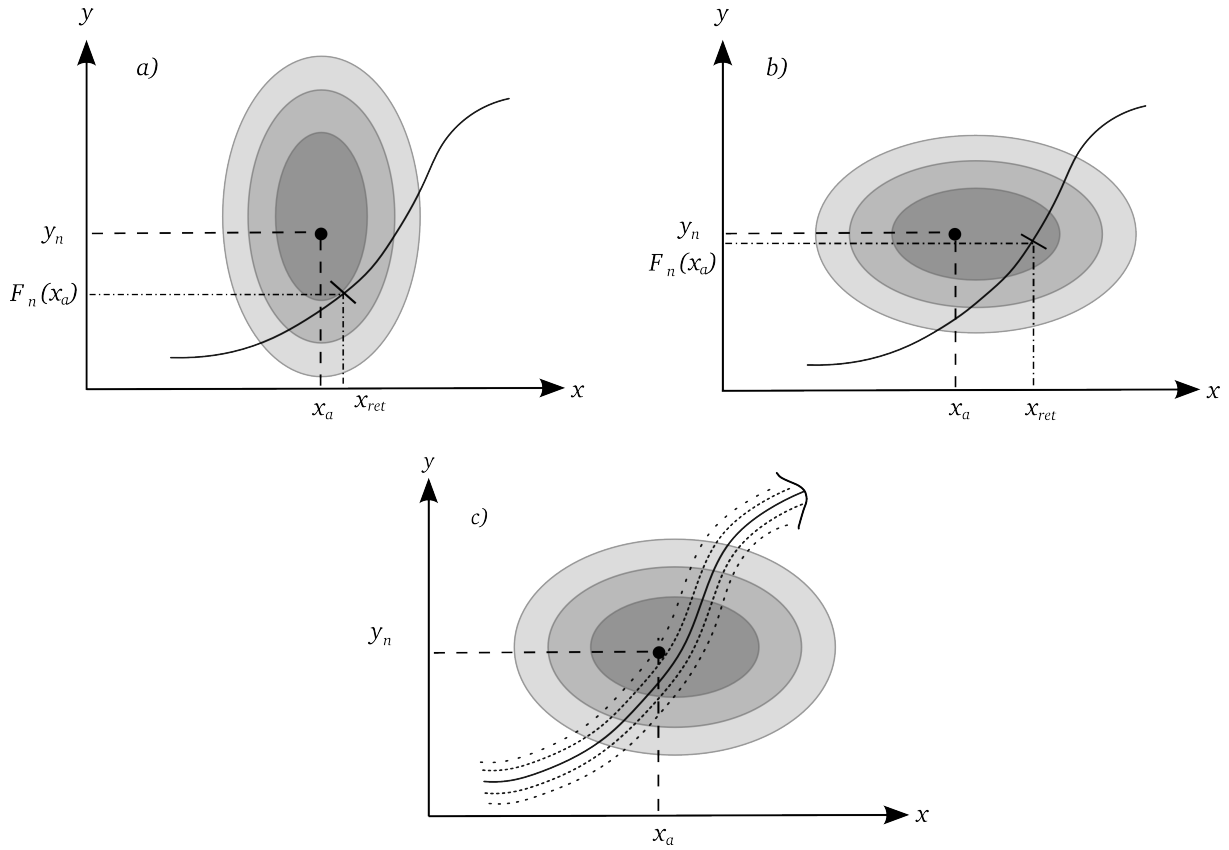 y
a)
y_n
F_n(x_a)
x_a
x_ret
x
y
b)
y_n
F_n(x_a)
x_a
x_ret
x
y
c)
y_n
x_a
x